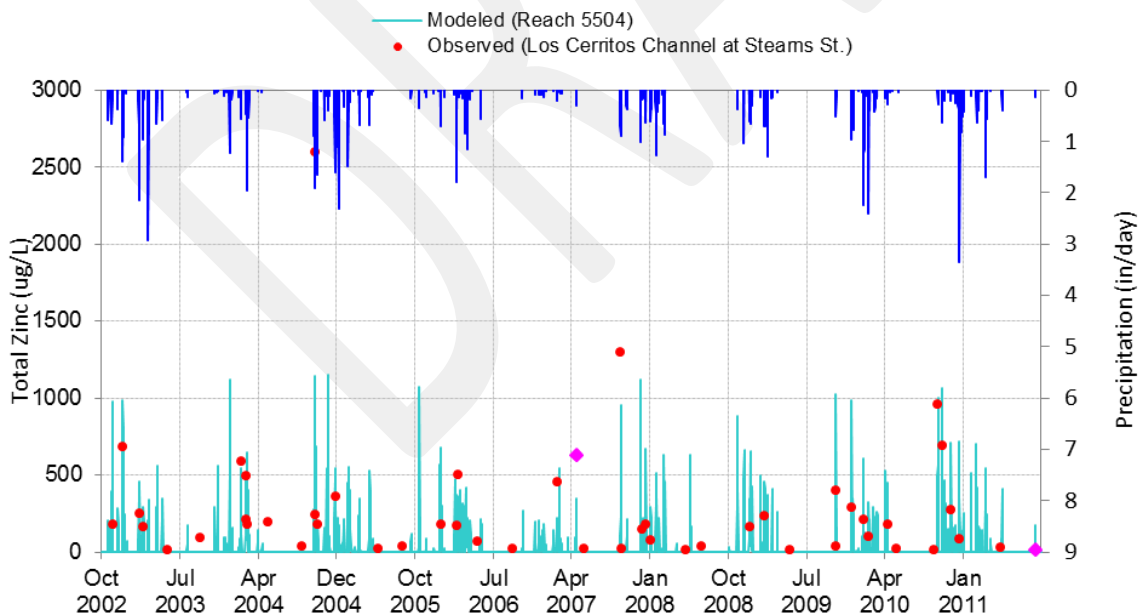 Modeled (Reach 5504)
Observed (Los Cerritos Channel at Stearns St.)
3000
2500
2000
1500
1000
500
0
Total Zinc (ug/L)
0
1
2
3
4
5
6
7
8
9
Precipitation (in/day)
Oct Jul Apr Dec Oct Jul Apr Jan Oct Jul Apr Jan
2002 2003 2004 2004 2005 2006 2007 2008 2008 2009 2010 2011
DRA